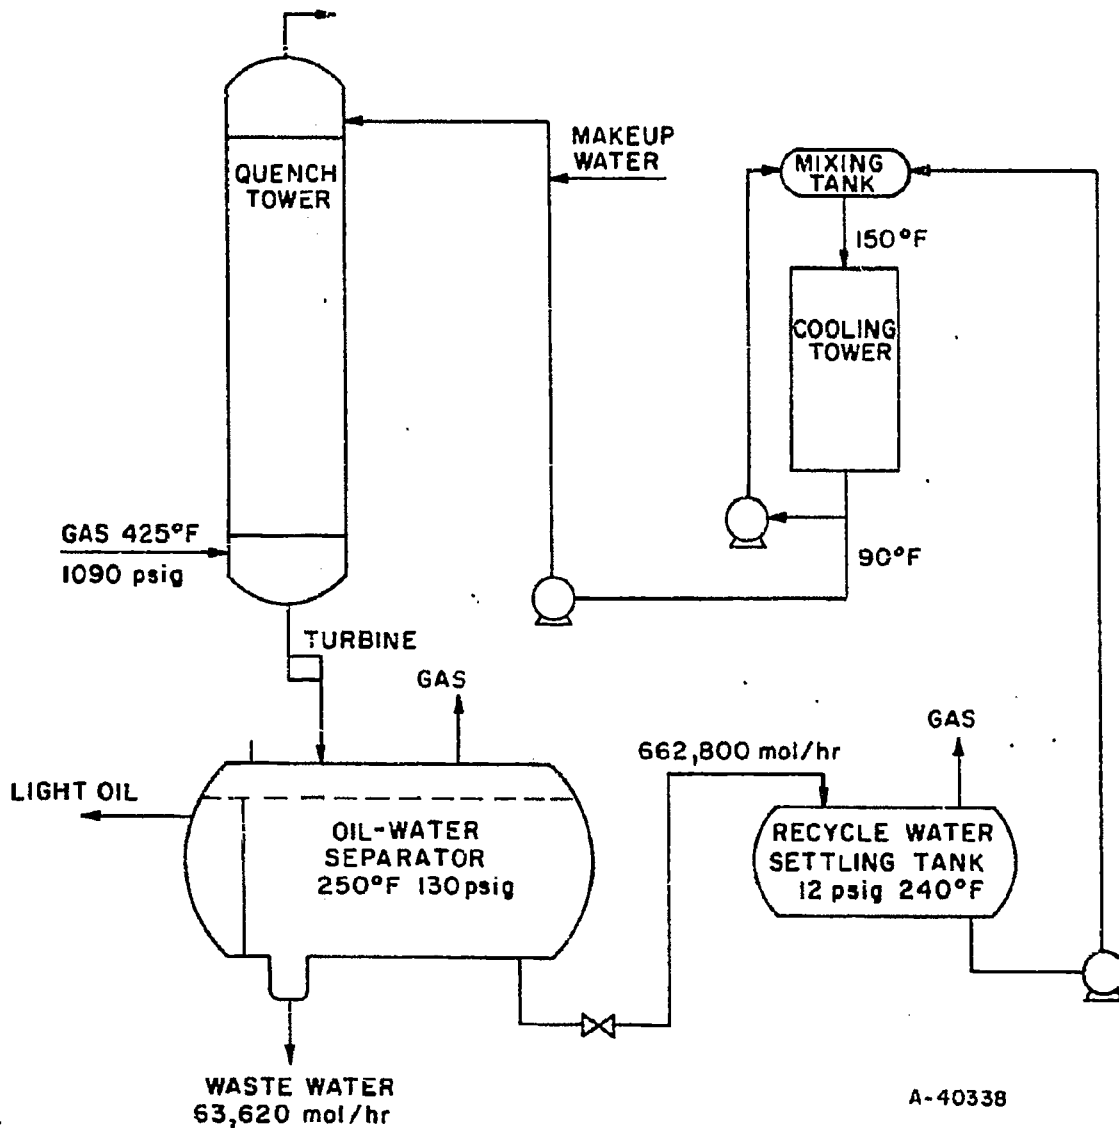 QUENCH
TOWER
MAKEUP
WATER
MIXING
TANK
150°F
COOLING
TOWER
90°F
GAS 425°F
1090 psig
TURBINE
GAS
LIGHT OIL
OIL-WATER
SEPARATOR
250°F 130 psig
662,800 mol/hr
GAS
RECYCLE WATER
SETTLING TANK
12 psig 240°F
WASTE WATER
63,620 mol/hr
A-40338